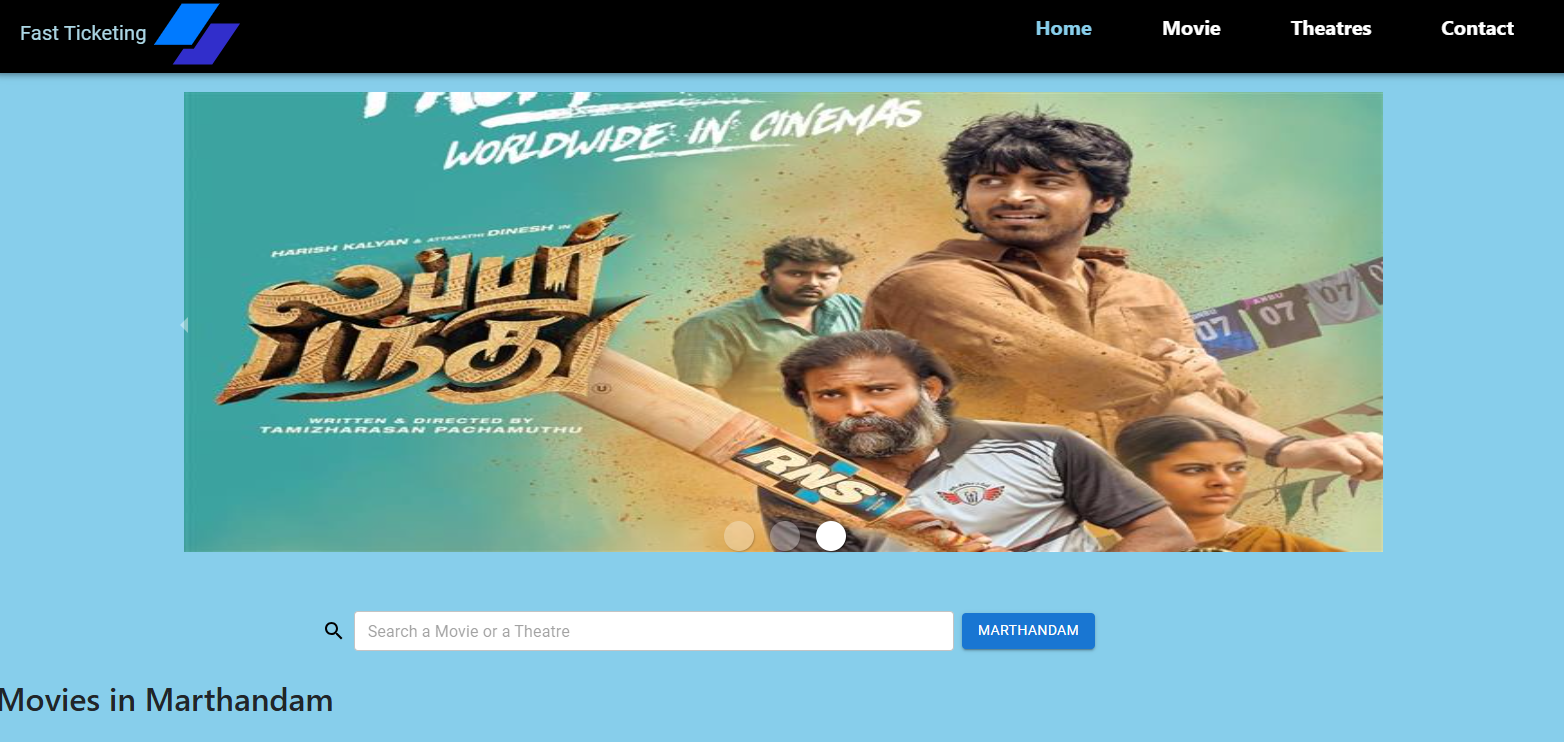 Fast Ticketing
Home
Movie
Theatres
Contact
WORLDWIDE IN CINEMAS
HARISH KALYAN & ATTAKATHI DINESH IN
லப்பர்
பந்து
U
WRITTEN & DIRECTED BY
TAMIZHARASAN PACHAMUTHU
RNS
ANBU
07
07
07
Search a Movie or a Theatre
MARTHANDAM
Movies in Marthandam